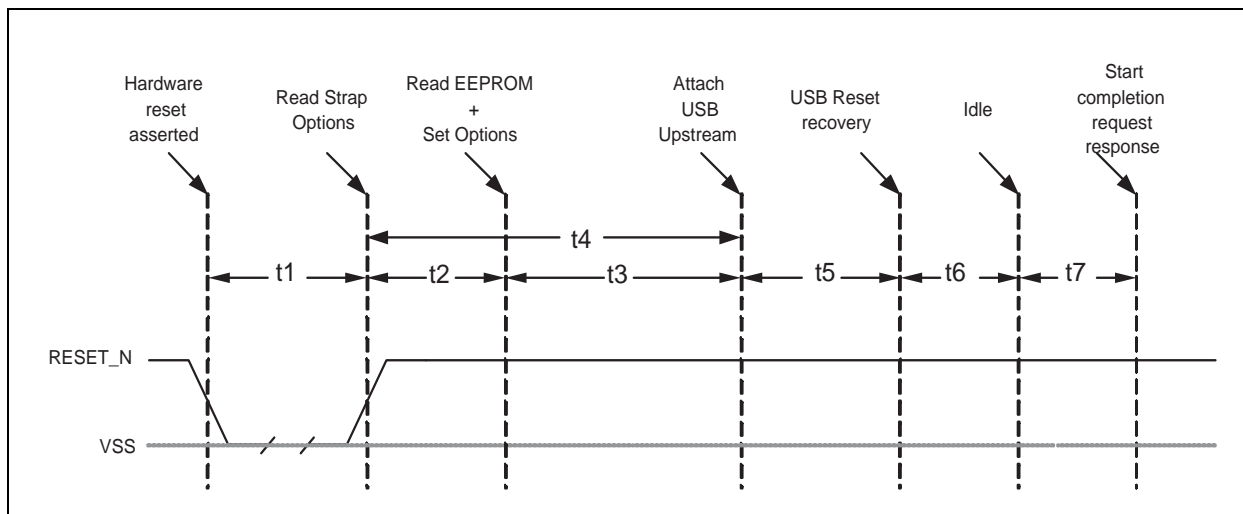 Hardware
reset
asserted
Read Strap
Options
Read EEPROM
+
Set Options
Attach
USB
Upstream
USB Reset
recovery
Idle
Start
completion
request
response
t4
t1
t2
t3
t5
t6
t7
RESET_N
VSS